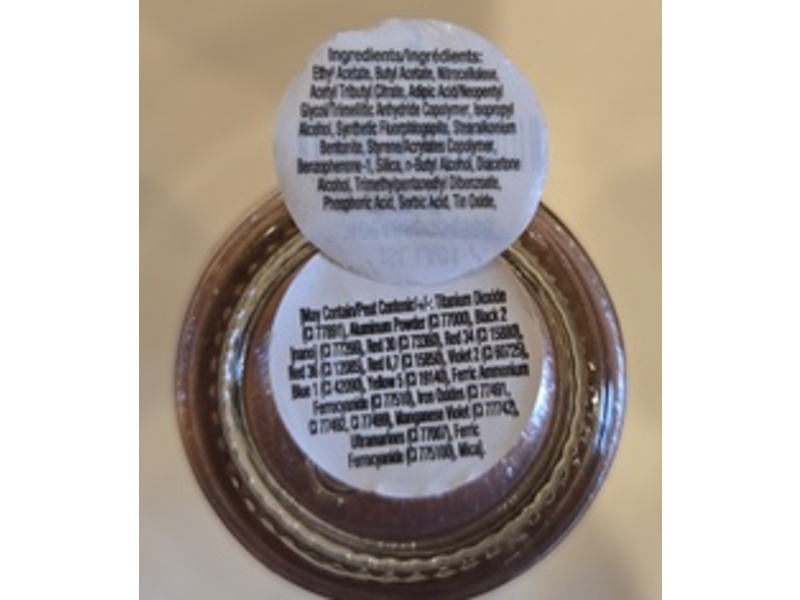 Ingredients/Ingrédients:
Ethyl Acetate, Butyl Acetate, Nitrocellulose,
Acetyl Tributyl Citrate, Adipic Acid/Neopentyl
Glycol/Trimellitic Anhydride Copolymer, Isopropyl
Alcohol, Synthetic Fluorphlogopite, Stearalkonium
Bentonite, Styrene/Acrylates Copolymer,
Benzophenone-1, Silica, n-Butyl Alcohol, Diacetone
Alcohol, Trimethylpentanediyl Dibenzoate,
Phosphoric Acid, Sorbic Acid, Tin Oxide,
[May Contain/Peut Contenir/+/-: Titanium Dioxide
(CI 77891), Aluminum Powder (CI 77000), Black 2
[nano] (CI 77266), Red 30 (CI 73360), Red 34 (CI 15880),
Red 36 (CI 12085), Red 6,7 (CI 15850), Violet 2 (CI 60725),
Blue 1 (CI 42090), Yellow 5 (CI 19140), Ferric Ammonium
Ferrocyanide (CI 77510), Iron Oxides (CI 77491,
CI 77492, CI 77499), Manganese Violet (CI 77742),
Ultramarines (CI 77007), Ferric
Ferrocyanide (CI 775100), Mica].